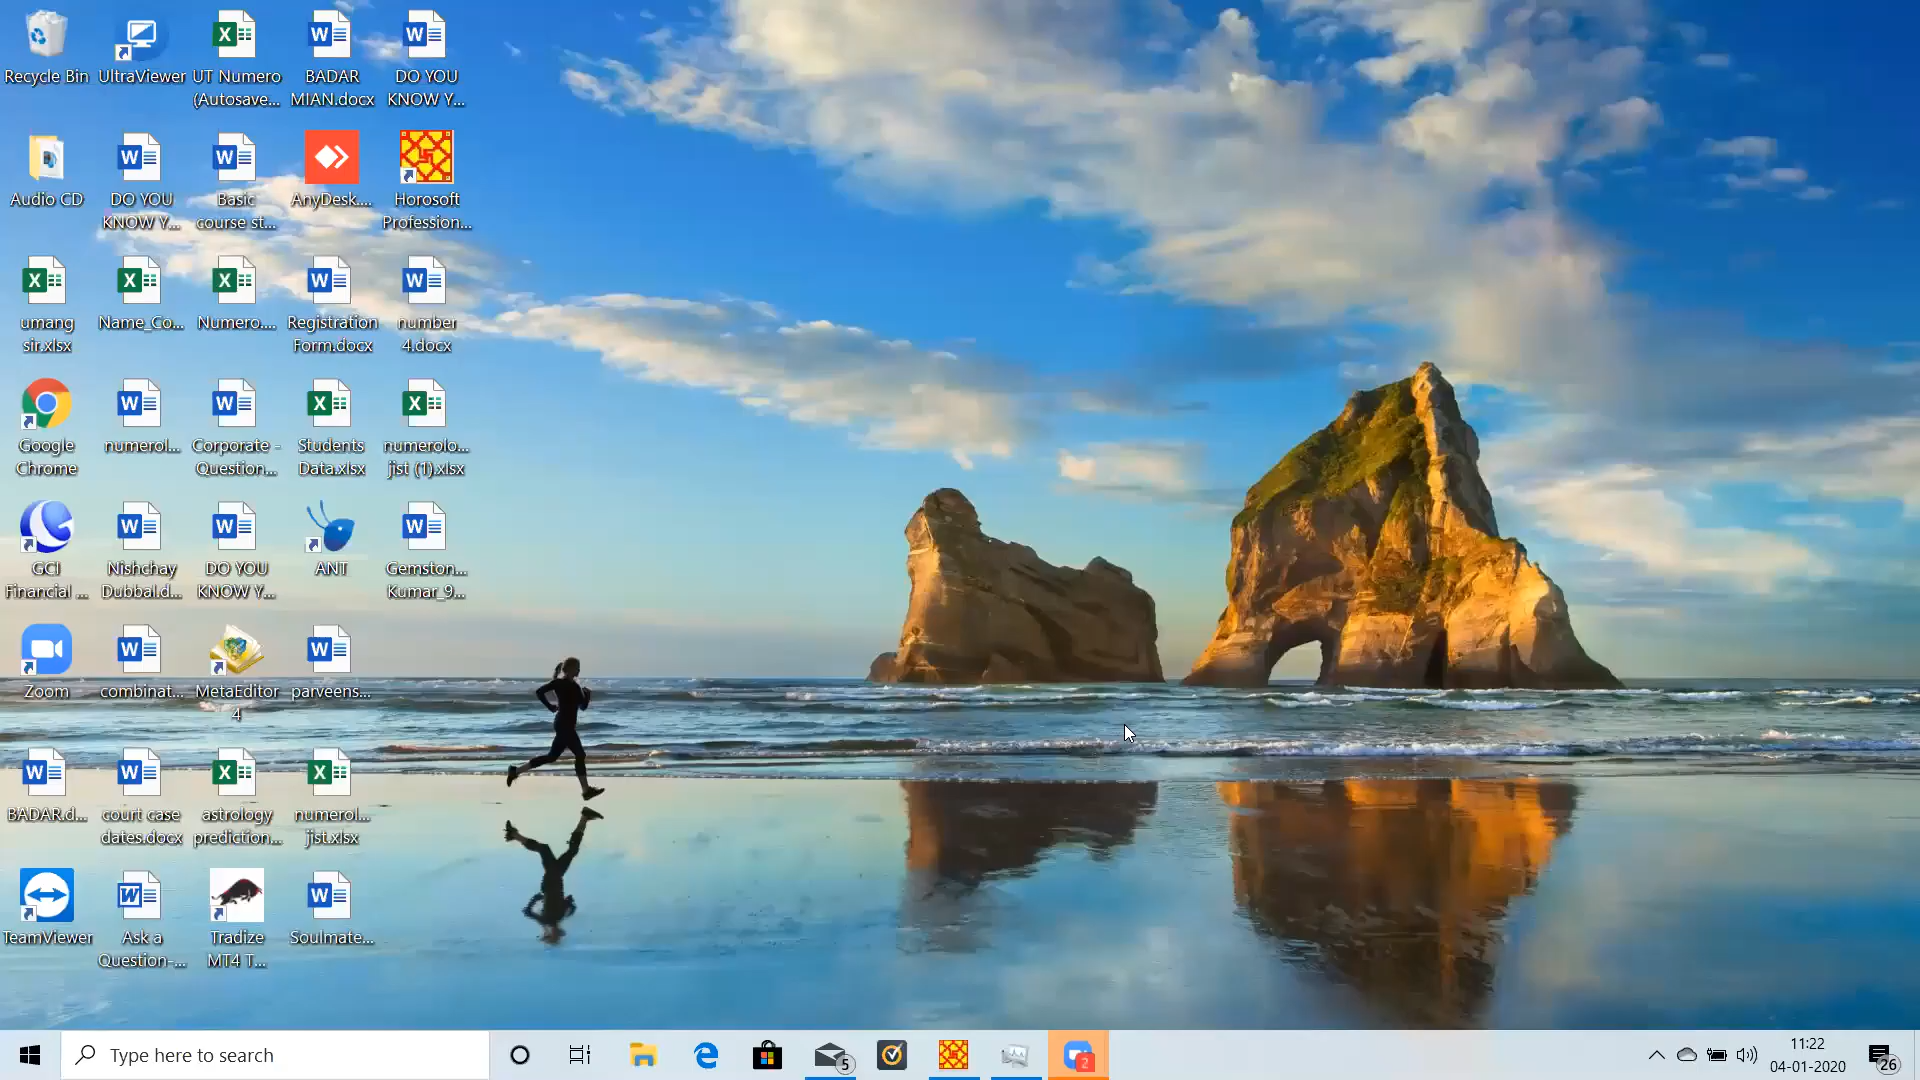 Recycle Bin
UltraViewer
UT Numero
(Autosave...
BADAR
MIAN.docx
DO YOU
KNOW Y...
Audio CD
DO YOU
KNOW Y...
Basic
course st...
AnyDesk....
Horosoft
Profession...
umang
sir.xlsx
Name_Co...
Numero....
Registration
Form.docx
number
4.docx
Google
Chrome
numerol...
Corporate -
Question...
Students
Data.xlsx
numerolo...
jist (1).xlsx
GCI
Financial ...
Nishchay
Dubbal.d...
DO YOU
KNOW Y...
ANT
Gemston...
Kumar_9...
Zoom
combinat...
MetaEditor
4
parveens...
BADAR.d...
court case
dates.docx
astrology
prediction...
numerol...
jist.xlsx
TeamViewer
Ask a
Question-...
Tradize
MT4 T...
Soulmate...
Type here to search
5
2
11:22
04-01-2020
26